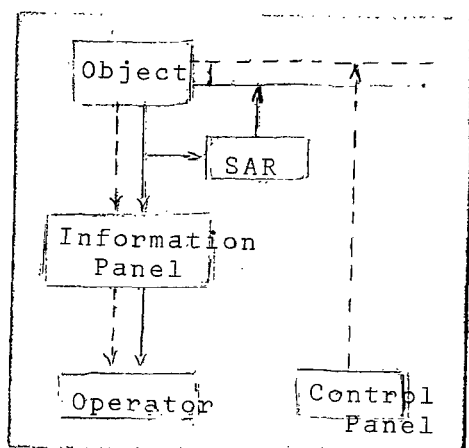 Object
SAR
Information
Panel
Operator
Control
Panel